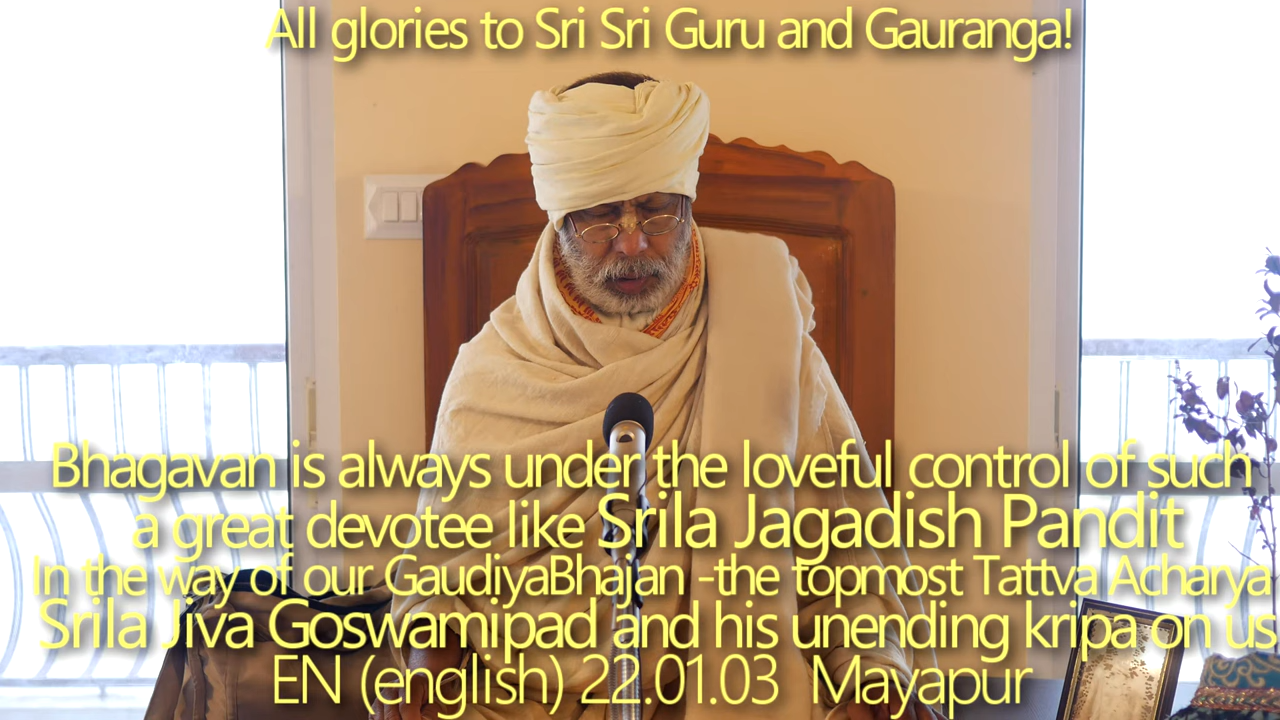 All glories to Sri Sri Guru and Gauranga!
Bhagavan is always under the loveful control of such
a great devotee like Srila Jagadish Pandit
In the way of our GaudiyaBhajan -the topmost Tattva Acharya
Srila Jiva Goswamipad and his unending kripa on us
EN (english) 22.01.03 Mayapur